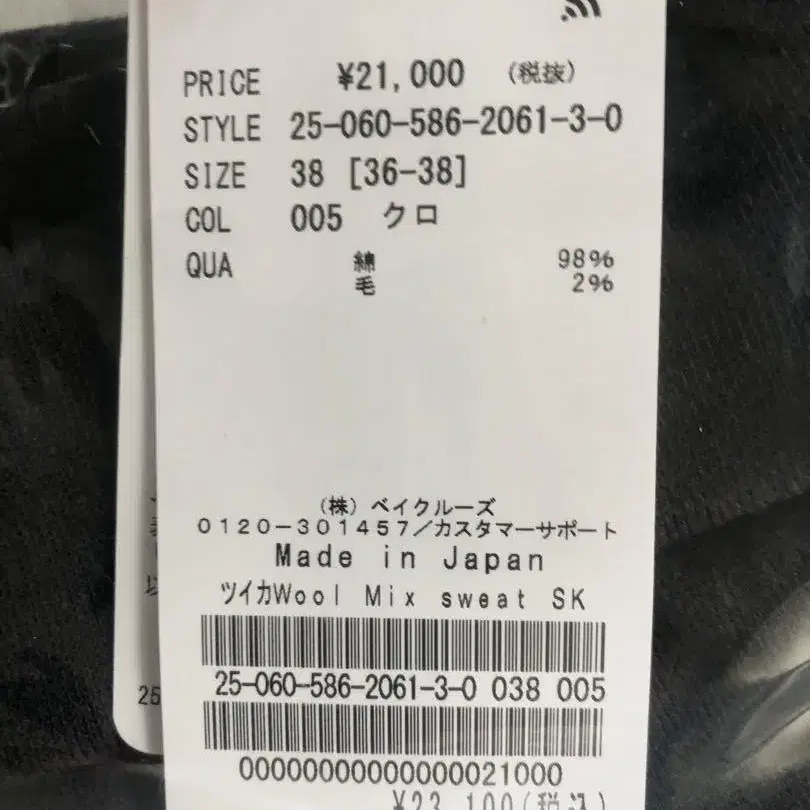 PRICE ¥21,000 (税抜)
STYLE 25-060-586-2061-3-0
SIZE 38 [36-38]
COL 005 クロ
QUA 綿 98%
毛 2%
(株) ベイクルーズ
0120-301457/カスタマーサポート
Made in Japan
ツイカWool Mix sweat SK
25-060-586-2061-3-0 038 005
00000000000000021000
¥23,100(税込)
25